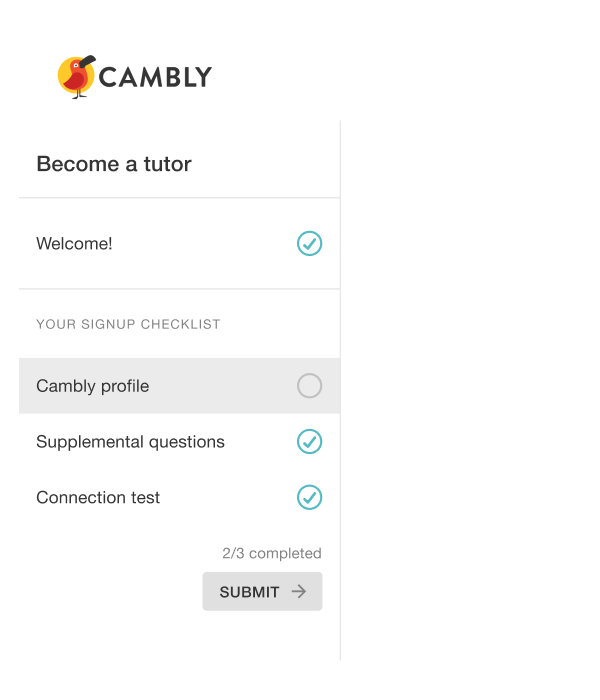 CAMBLY
Become a tutor
Welcome!
YOUR SIGNUP CHECKLIST
Cambly profile
Supplemental questions
Connection test
2/3 completed
SUBMIT